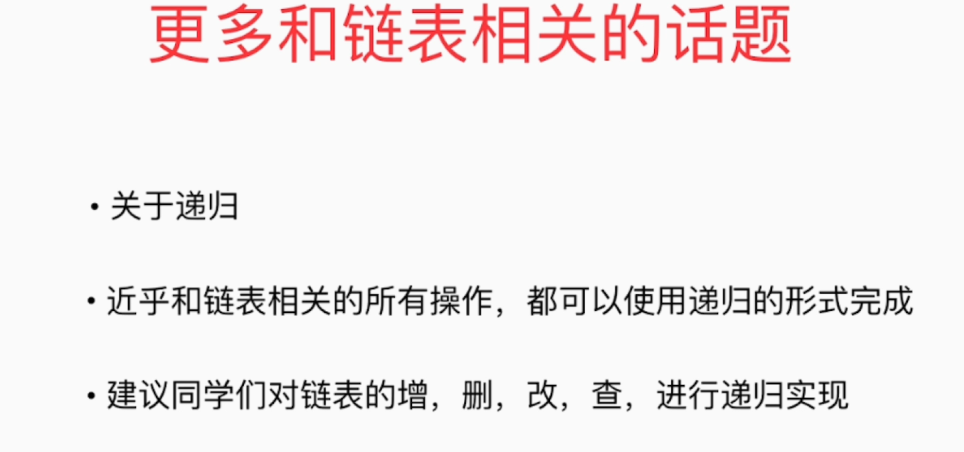 更多和链表相关的话题
• 关于递归
• 近乎和链表相关的所有操作，都可以使用递归的形式完成
• 建议同学们对链表的增，删，改，查，进行递归实现